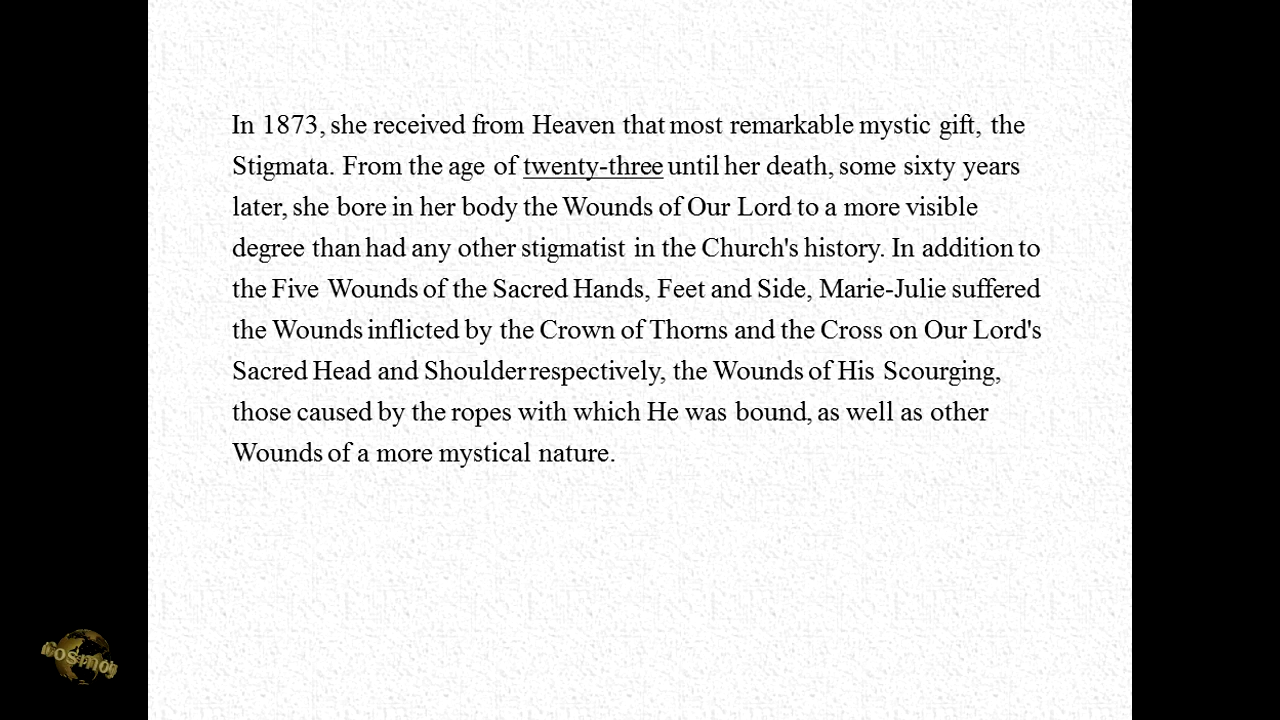 In 1873, she received from Heaven that most remarkable mystic gift, the
Stigmata. From the age of twenty-three until her death, some sixty years
later, she bore in her body the Wounds of Our Lord to a more visible
degree than had any other stigmatist in the Church's history. In addition to
the Five Wounds of the Sacred Hands, Feet and Side, Marie-Julie suffered
the Wounds inflicted by the Crown of Thorns and the Cross on Our Lord's
Sacred Head and Shoulder respectively, the Wounds of His Scourging,
those caused by the ropes with which He was bound, as well as other
Wounds of a more mystical nature.